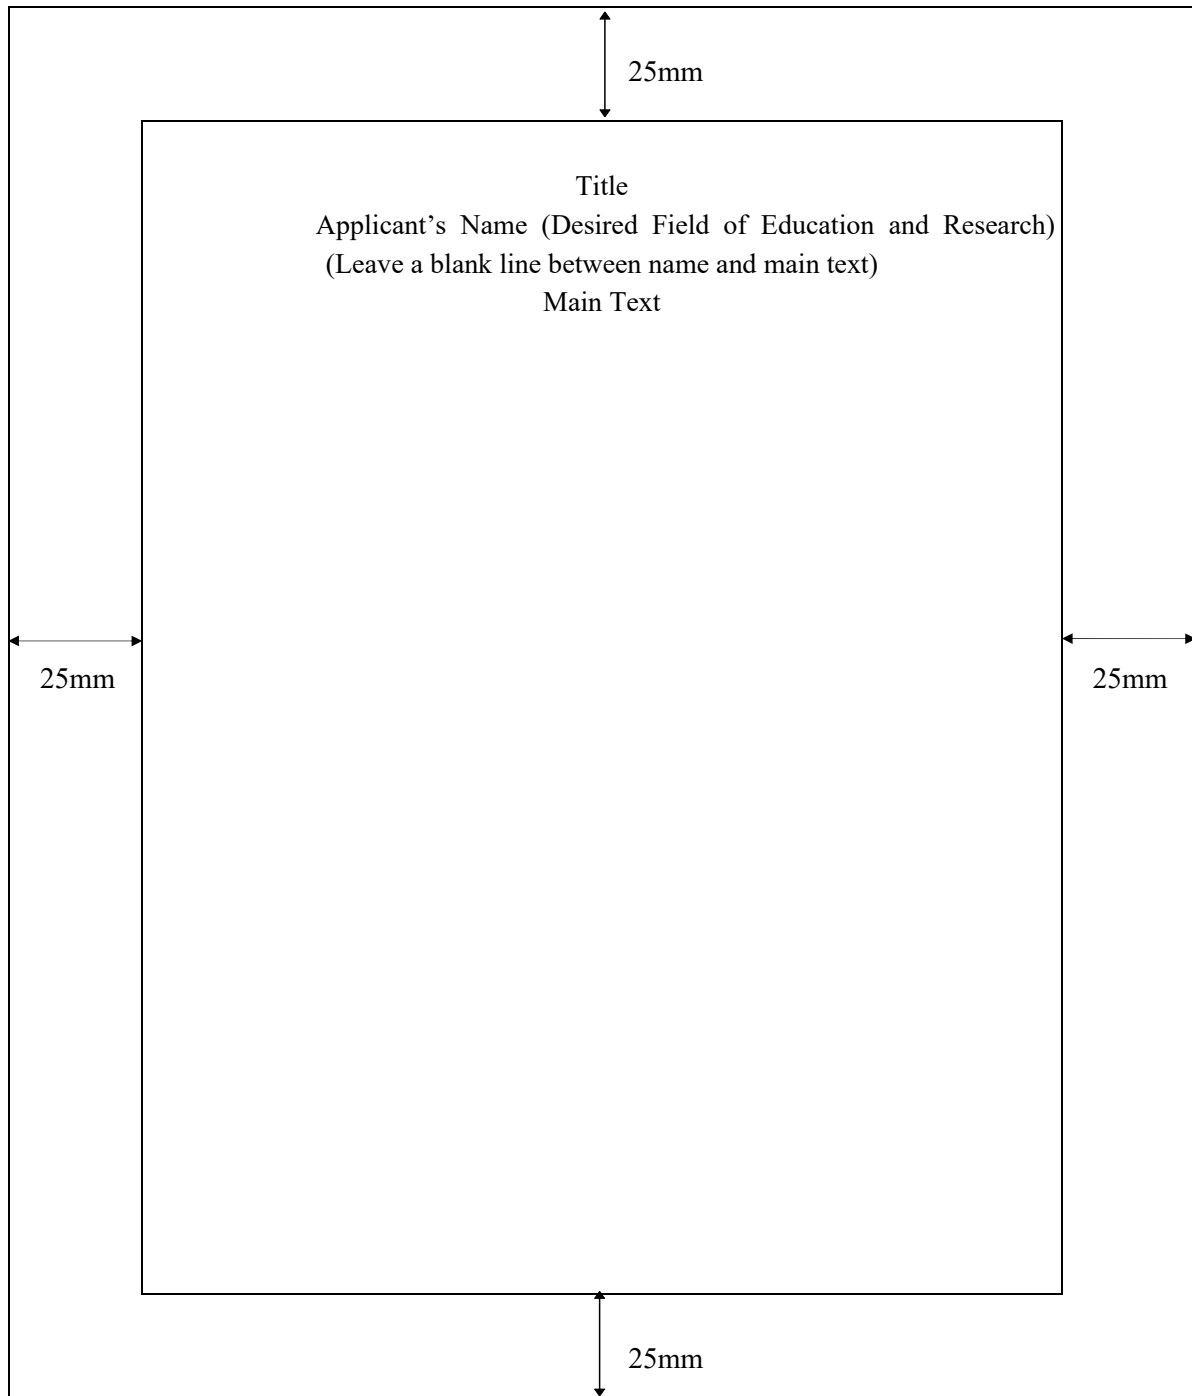 25mm
Title
Applicant’s Name (Desired Field of Education and Research)
(Leave a blank line between name and main text)
Main Text
25mm
25mm
25mm